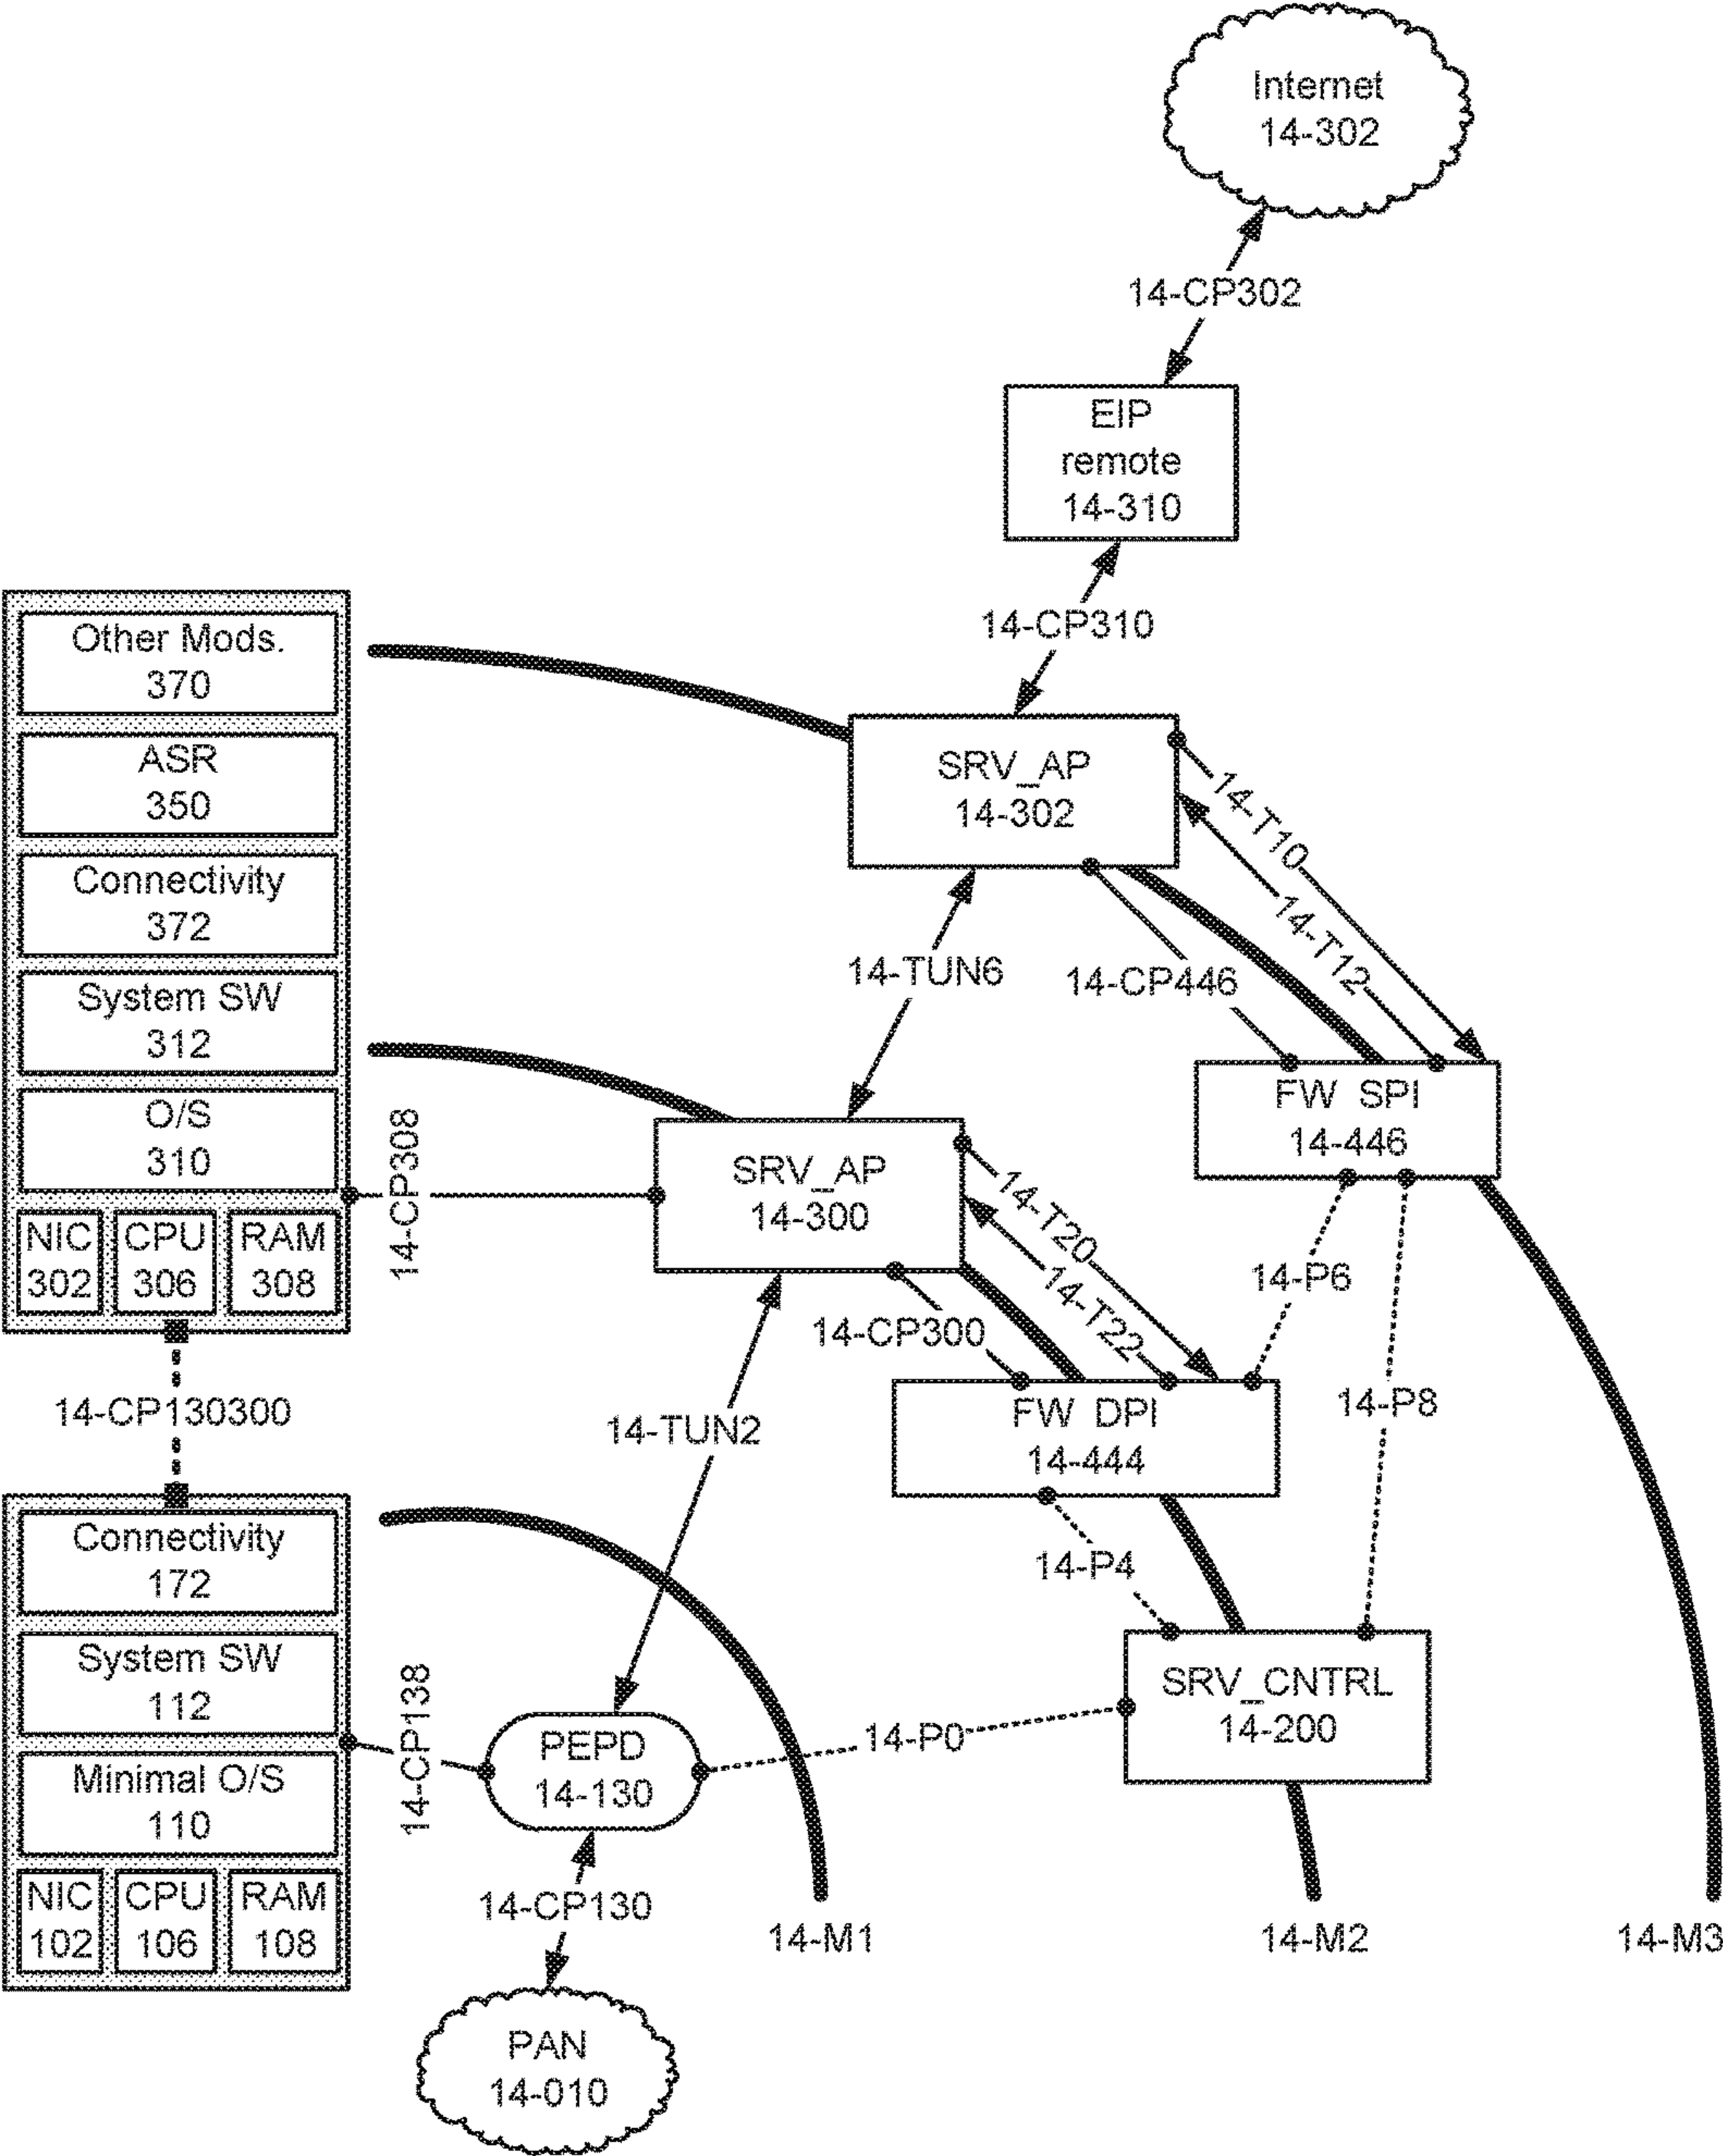 Internet
14-302
14-CP302
EIP
remote
14-310
14-CP310
Other Mods.
370
ASR
350
Connectivity
372
System SW
312
O/S
310
NIC
302
CPU
306
RAM
308
14-CP308
SRV_AP
14-302
14-T10
14-T12
14-TUN6
14-CP446
FW SPI
14-446
SRV_AP
14-300
14-T20
14-T22
14-CP300
14-P6
14-CP130300
14-TUN2
FW DPI
14-444
14-P8
14-P4
Connectivity
172
System SW
112
Minimal O/S
110
NIC
102
CPU
106
RAM
108
14-CP138
PEPD
14-130
14-P0
SRV_CNTRL
14-200
14-CP130
14-M1
14-M2
14-M3
PAN
14-010